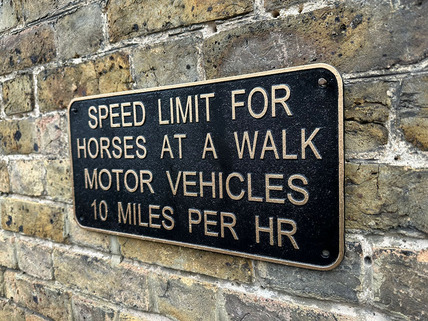 SPEED LIMIT FOR
HORSES AT A WALK
MOTOR VEHICLES
10 MILES PER HR